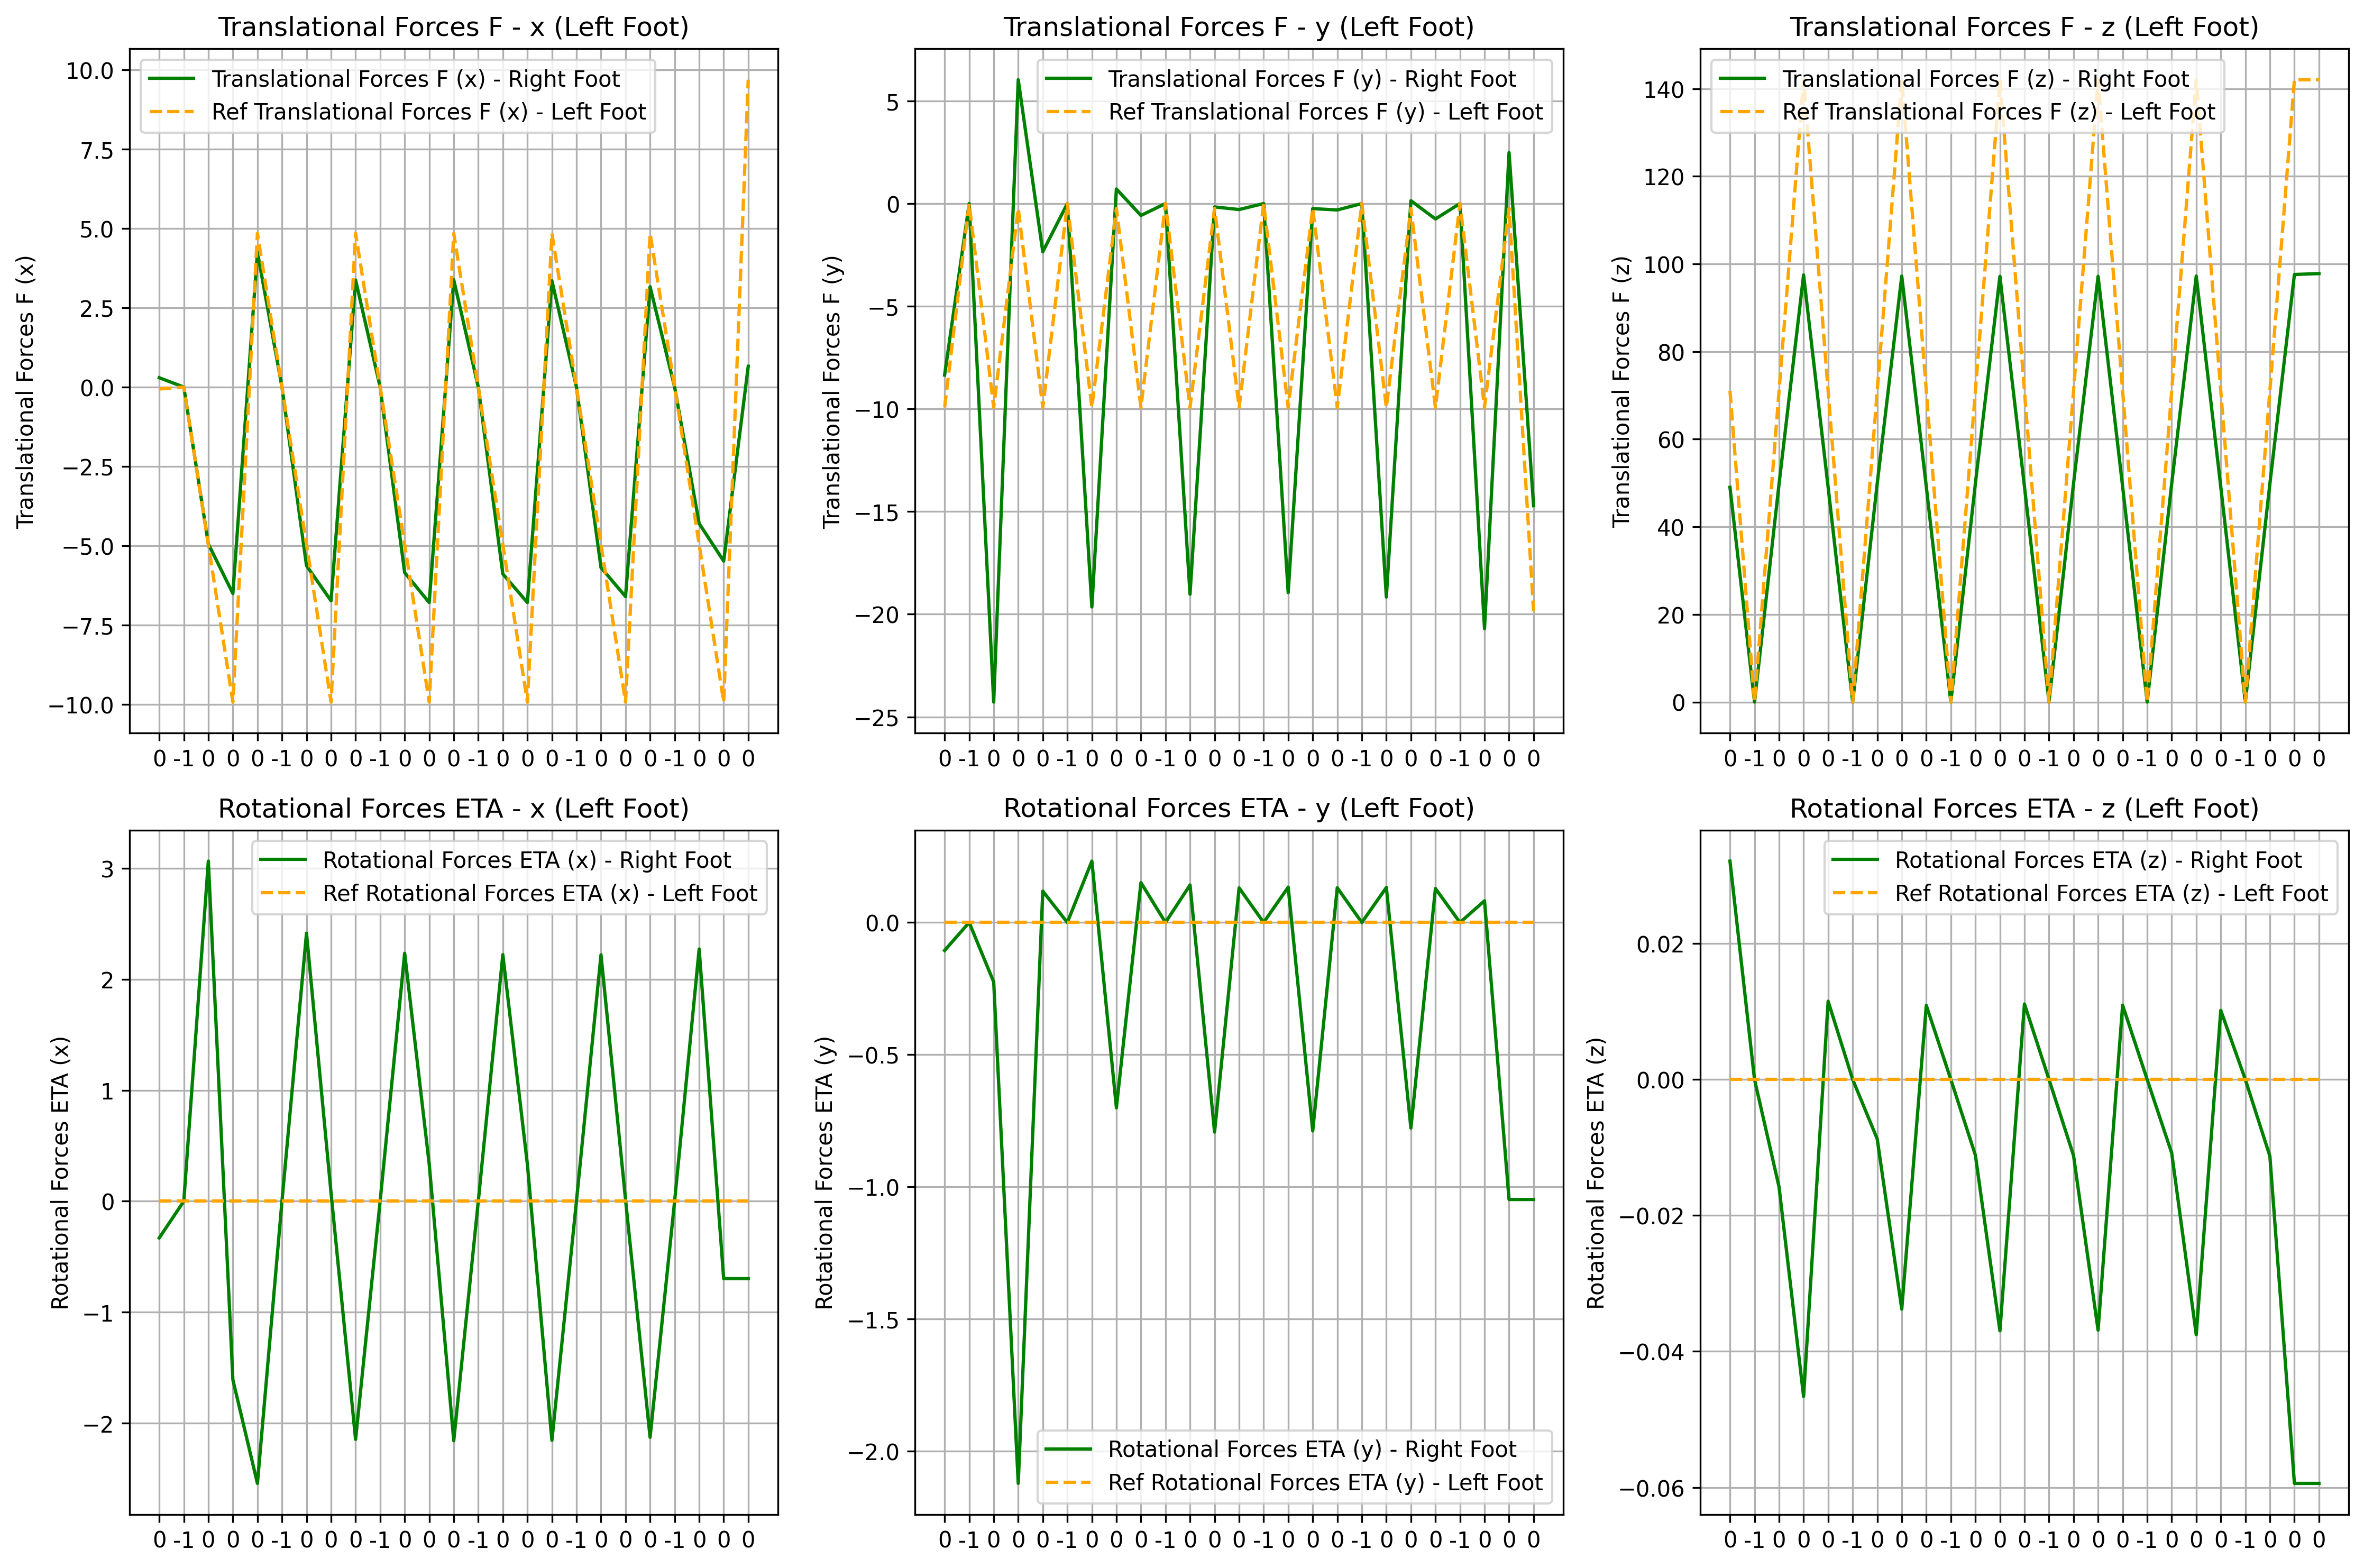 Translational Forces F - x (Left Foot)
Translational Forces F (x) - Right Foot
Ref Translational Forces F (x) - Left Foot
Translational Forces F (x)
10.0
7.5
5.0
2.5
0.0
−2.5
−5.0
−7.5
−10.0
0 -1 0 0 0 -1 0 0 0 -1 0 0 0 -1 0 0 0 -1 0 0 0 -1 0 0 0
Translational Forces F - y (Left Foot)
Translational Forces F (y) - Right Foot
Ref Translational Forces F (y) - Left Foot
Translational Forces F (y)
5
0
−5
−10
−15
−20
−25
0 -1 0 0 0 -1 0 0 0 -1 0 0 0 -1 0 0 0 -1 0 0 0 -1 0 0 0
Translational Forces F - z (Left Foot)
Translational Forces F (z) - Right Foot
Ref Translational Forces F (z) - Left Foot
Translational Forces F (z)
140
120
100
80
60
40
20
0
0 -1 0 0 0 -1 0 0 0 -1 0 0 0 -1 0 0 0 -1 0 0 0 -1 0 0 0
Rotational Forces ETA - x (Left Foot)
Rotational Forces ETA (x) - Right Foot
Ref Rotational Forces ETA (x) - Left Foot
Rotational Forces ETA (x)
3
2
1
0
−1
−2
0 -1 0 0 0 -1 0 0 0 -1 0 0 0 -1 0 0 0 -1 0 0 0 -1 0 0 0
Rotational Forces ETA - y (Left Foot)
Rotational Forces ETA (y)
0.0
−0.5
−1.0
−1.5
−2.0
Rotational Forces ETA (y) - Right Foot
Ref Rotational Forces ETA (y) - Left Foot
0 -1 0 0 0 -1 0 0 0 -1 0 0 0 -1 0 0 0 -1 0 0 0 -1 0 0 0
Rotational Forces ETA - z (Left Foot)
Rotational Forces ETA (z) - Right Foot
Ref Rotational Forces ETA (z) - Left Foot
Rotational Forces ETA (z)
0.02
0.00
−0.02
−0.04
−0.06
0 -1 0 0 0 -1 0 0 0 -1 0 0 0 -1 0 0 0 -1 0 0 0 -1 0 0 0